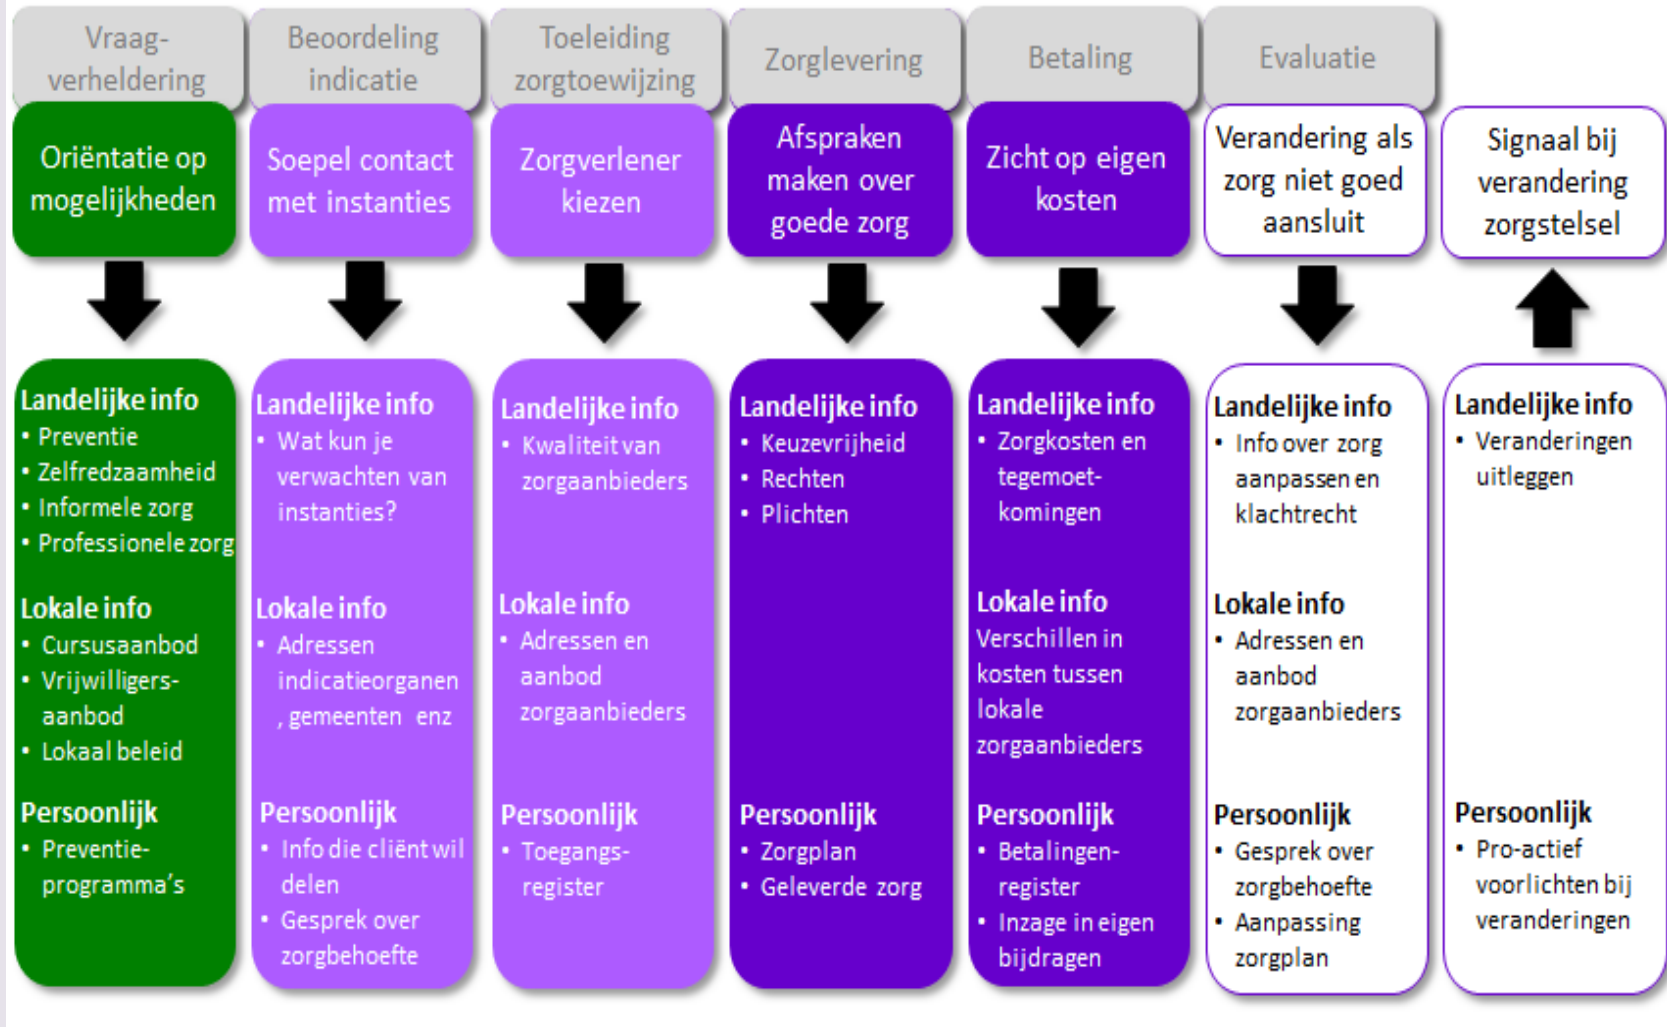 Vraag-
verheldering
Beoordeling
indicatie
Toeleiding
zorgtoewijzing
Zorglevering
Betaling
Evaluatie
Oriëntatie op
mogelijkheden
Soepel contact
met instanties
Zorgverlener
kiezen
Afspraken
maken over
goede zorg
Zicht op eigen
kosten
Verandering als
zorg niet goed
aansluit
Signaal bij
verandering
zorgstelsel
Landelijke info
• Preventie
• Zelfredzaamheid
• Informele zorg
• Professionele zorg
Lokale info
• Cursusaanbod
• Vrijwilligers-
aanbod
• Lokaal beleid
Persoonlijk
• Preventie-
programma's
Landelijke info
• Wat kun je
verwachten van
instanties?
Lokale info
• Adressen
indicatieorganen
, gemeenten enz
Persoonlijk
• Info die cliënt wil
delen
• Gesprek over
zorgbehoefte
Landelijke info
• Kwaliteit van
zorgaanbieders
Lokale info
• Adressen en
aanbod
zorgaanbieders
Persoonlijk
• Toegangs-
register
Landelijke info
• Keuzevrijheid
• Rechten
• Plichten
Persoonlijk
• Zorgplan
• Geleverde zorg
Landelijke info
• Zorgkosten en
tegemoet-
komingen
Lokale info
Verschillen in
kosten tussen
lokale
zorgaanbieders
Persoonlijk
• Betalingen-
register
• Inzage in eigen
bijdragen
Landelijke info
• Info over zorg
aanpassen en
klachtrecht
Lokale info
• Adressen en
aanbod
zorgaanbieders
Persoonlijk
• Gesprek over
zorgbehoefte
• Aanpassing
zorgplan
Landelijke info
• Veranderingen
uitleggen
Persoonlijk
• Pro-actief
voorlichten bij
veranderingen